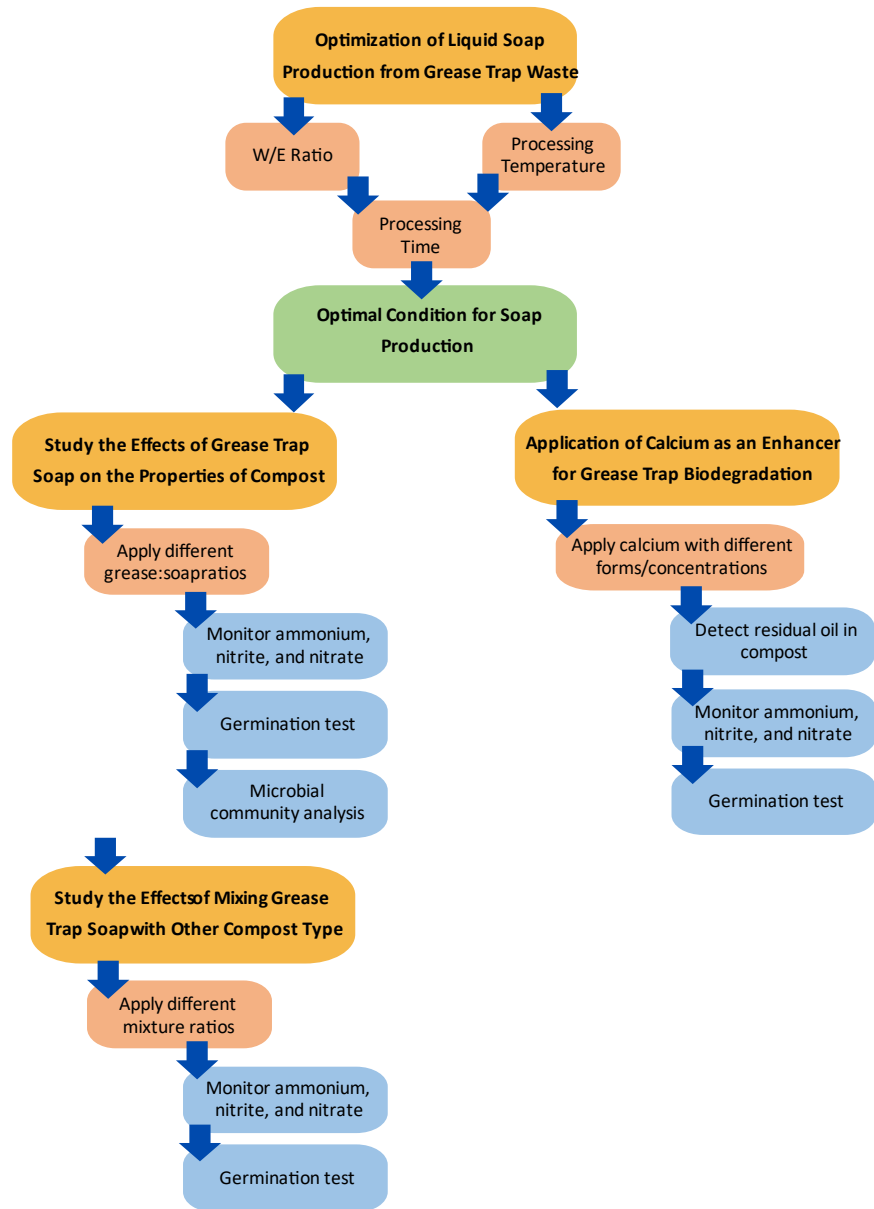 Optimization of Liquid Soap
Production from Grease Trap Waste
W/E Ratio
Processing
Temperature
Processing
Time
Optimal Condition for Soap
Production
Study the Effects of Grease Trap
Soap on the Properties of Compost
Apply different
grease:soapratios
Monitor ammonium,
nitrite, and nitrate
Germination test
Microbial
community analysis
Application of Calcium as an Enhancer
for Grease Trap Biodegradation
Apply calcium with different
forms/concentrations
Detect residual oil in
compost
Monitor ammonium,
nitrite, and nitrate
Germination test
Study the Effectsof Mixing Grease
Trap Soapwith Other Compost Type
Apply different
mixture ratios
Monitor ammonium,
nitrite, and nitrate
Germination test